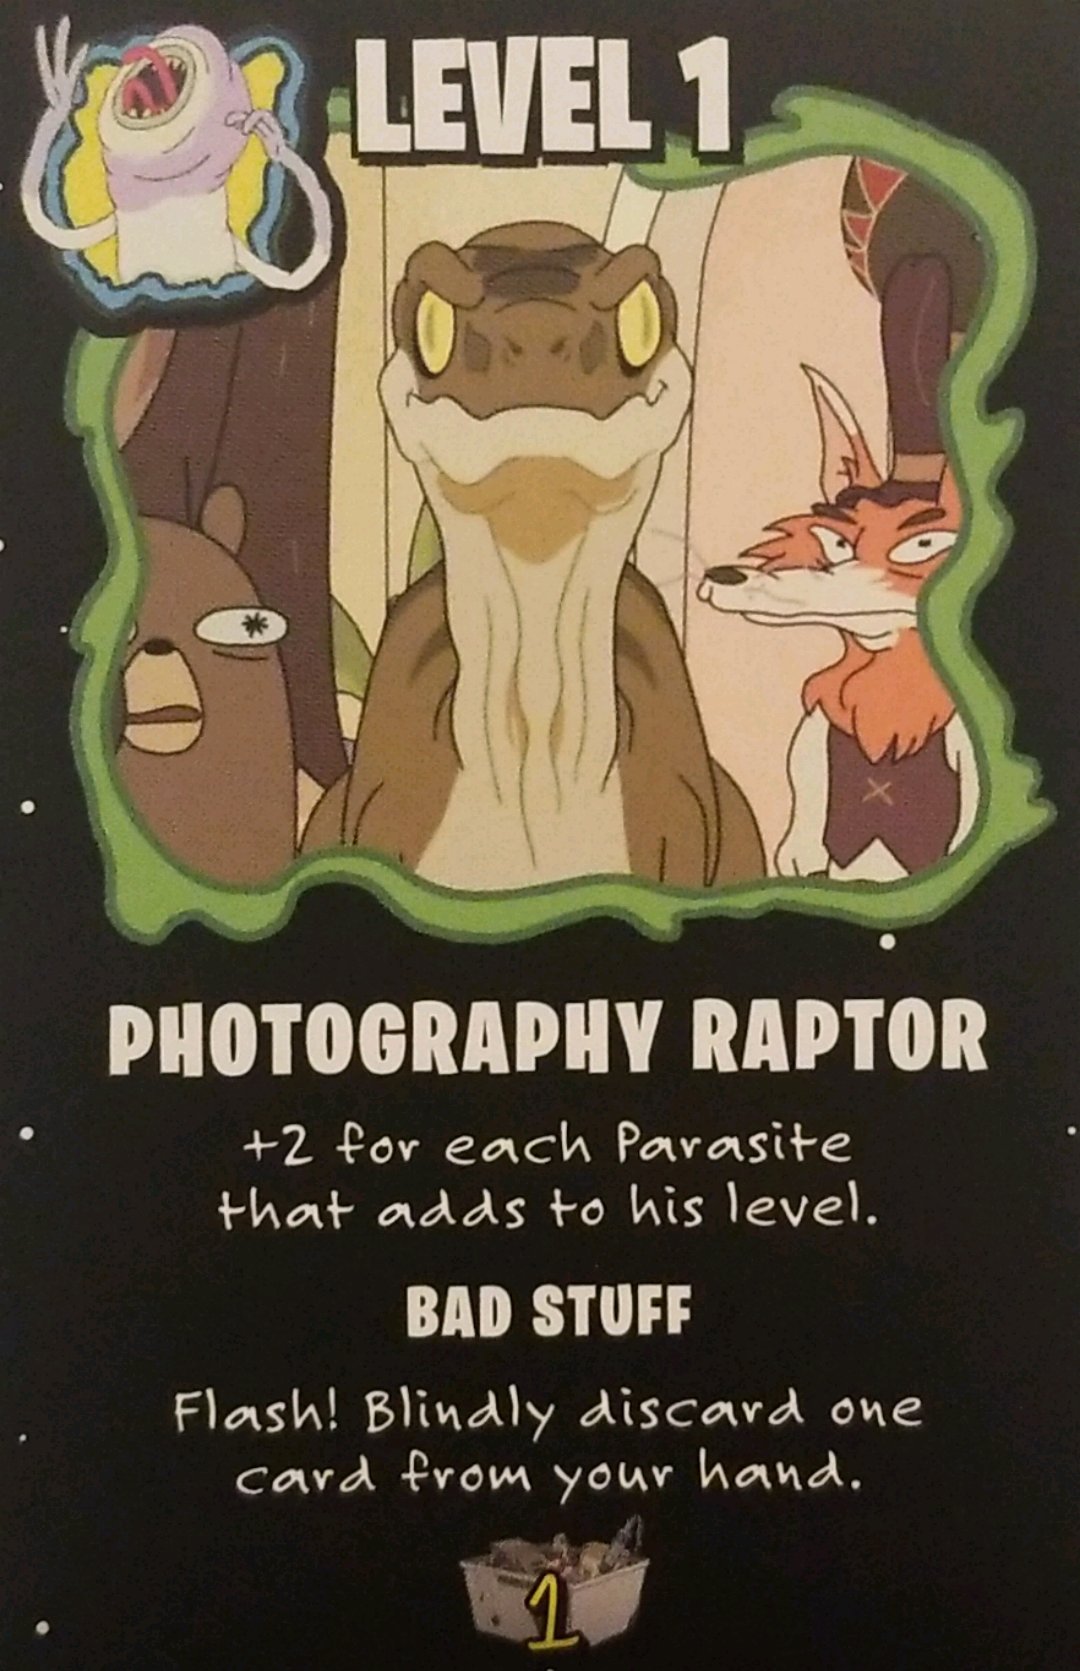 LEVEL 1
PHOTOGRAPHY RAPTOR
+2 for each Parasite
that adds to his level.
BAD STUFF
Flash! Blindly discard one
card from your hand.
1